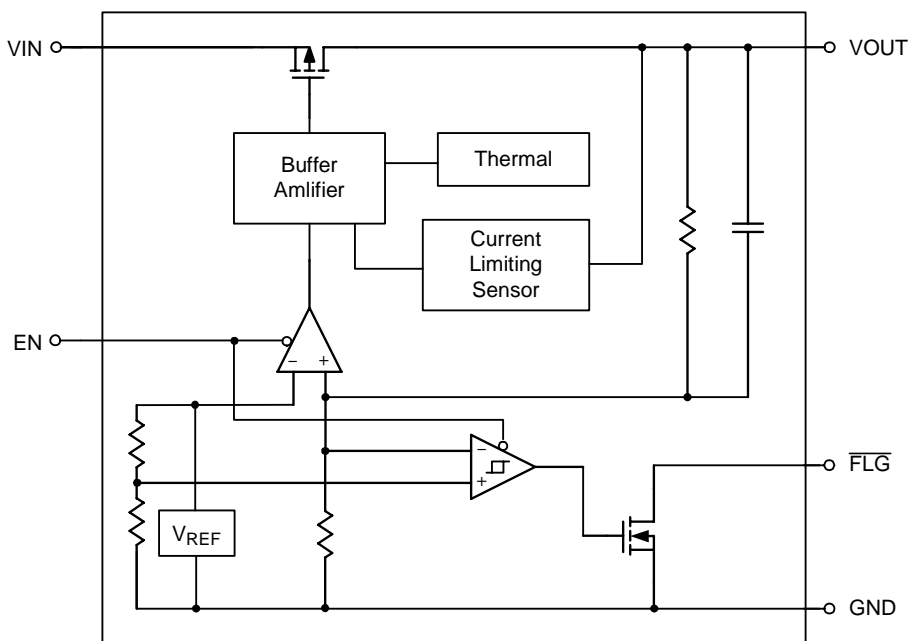 VIN
VOUT
Buffer
Amlifier
Thermal
Current
Limiting
Sensor
EN
− +
−
+
FLG
VREF
GND